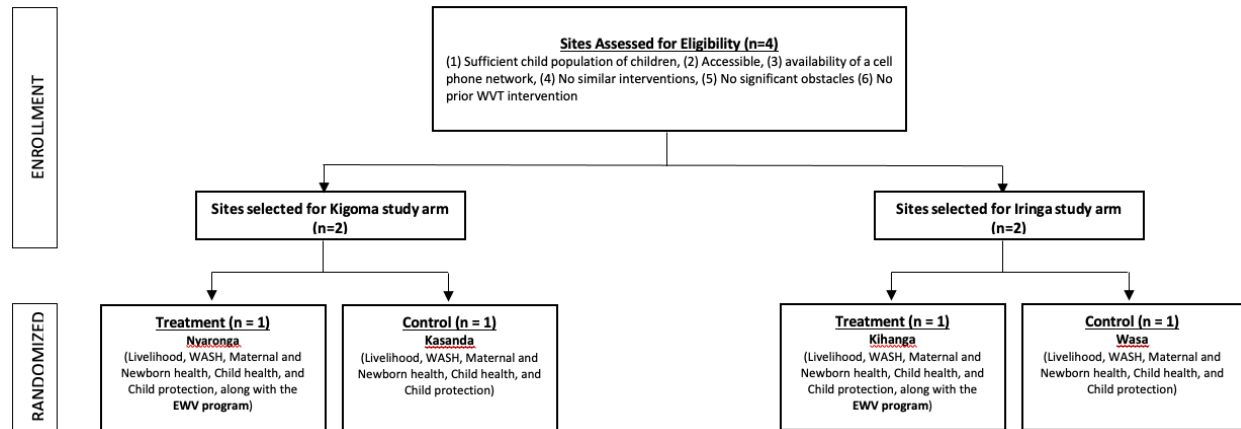 ENROLLMENT
Sites Assessed for Eligibility (n=4)
(1) Sufficient child population of children, (2) Accessible, (3) availability of a cell
phone network, (4) No similar interventions, (5) No significant obstacles (6) No
prior WVT intervention
Sites selected for Kigoma study arm
(n=2)
Sites selected for Iringa study arm
(n=2)
RANDOMIZED
Treatment (n = 1)
Nyaronga
(Livelihood, WASH, Maternal and
Newborn health, Child health, and
Child protection, along with the
EWV program)
Control (n = 1)
Kasanda
(Livelihood, WASH, Maternal and
Newborn health, Child health, and
Child protection)
Treatment (n = 1)
Kihanga
(Livelihood, WASH, Maternal and
Newborn health, Child health, and
Child protection, along with the
EWV program)
Control (n = 1)
Wasa
(Livelihood, WASH, Maternal and
Newborn health, Child health, and
Child protection)